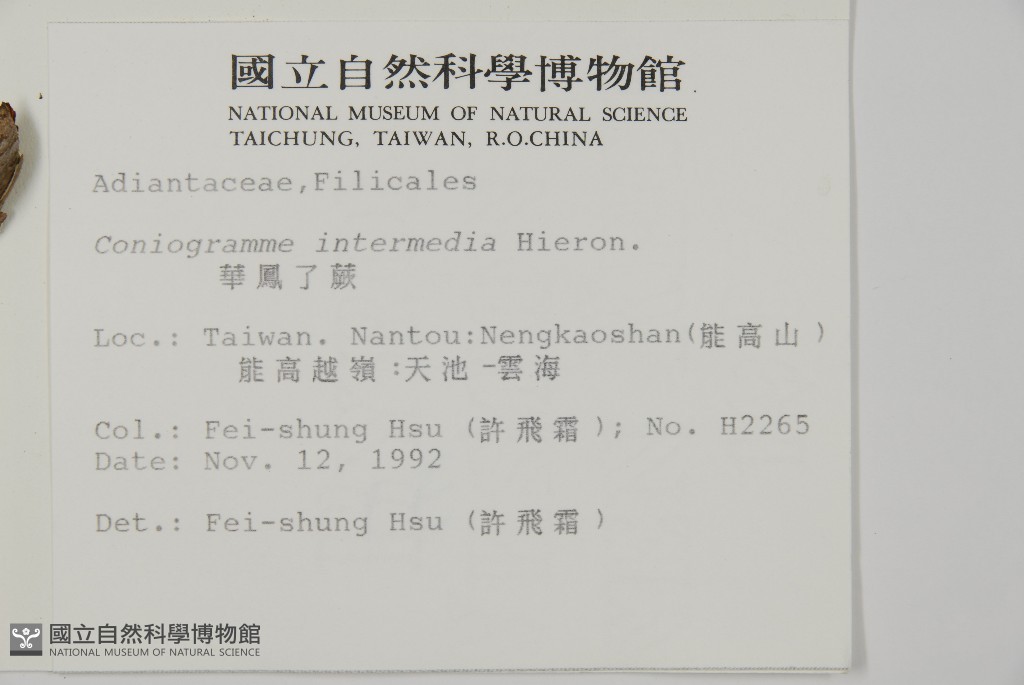 國立自然科學博物館
NATIONAL MUSEUM OF NATURAL SCIENCE
TAICHUNG, TAIWAN, R.O.CHINA
Adiantaceae,Filicales
Coniogramme intermedia Hieron.
華鳳了蕨
Loc.: Taiwan. Nantou:Nengkaoshan(能高山)
能高越嶺:天池-雲海
Col.: Fei-shung Hsu (許飛霜); No. H2265
Date: Nov. 12, 1992
Det.: Fei-shung Hsu (許飛霜)
國立自然科學博物館
NATIONAL MUSEUM OF NATURAL SCIENCE